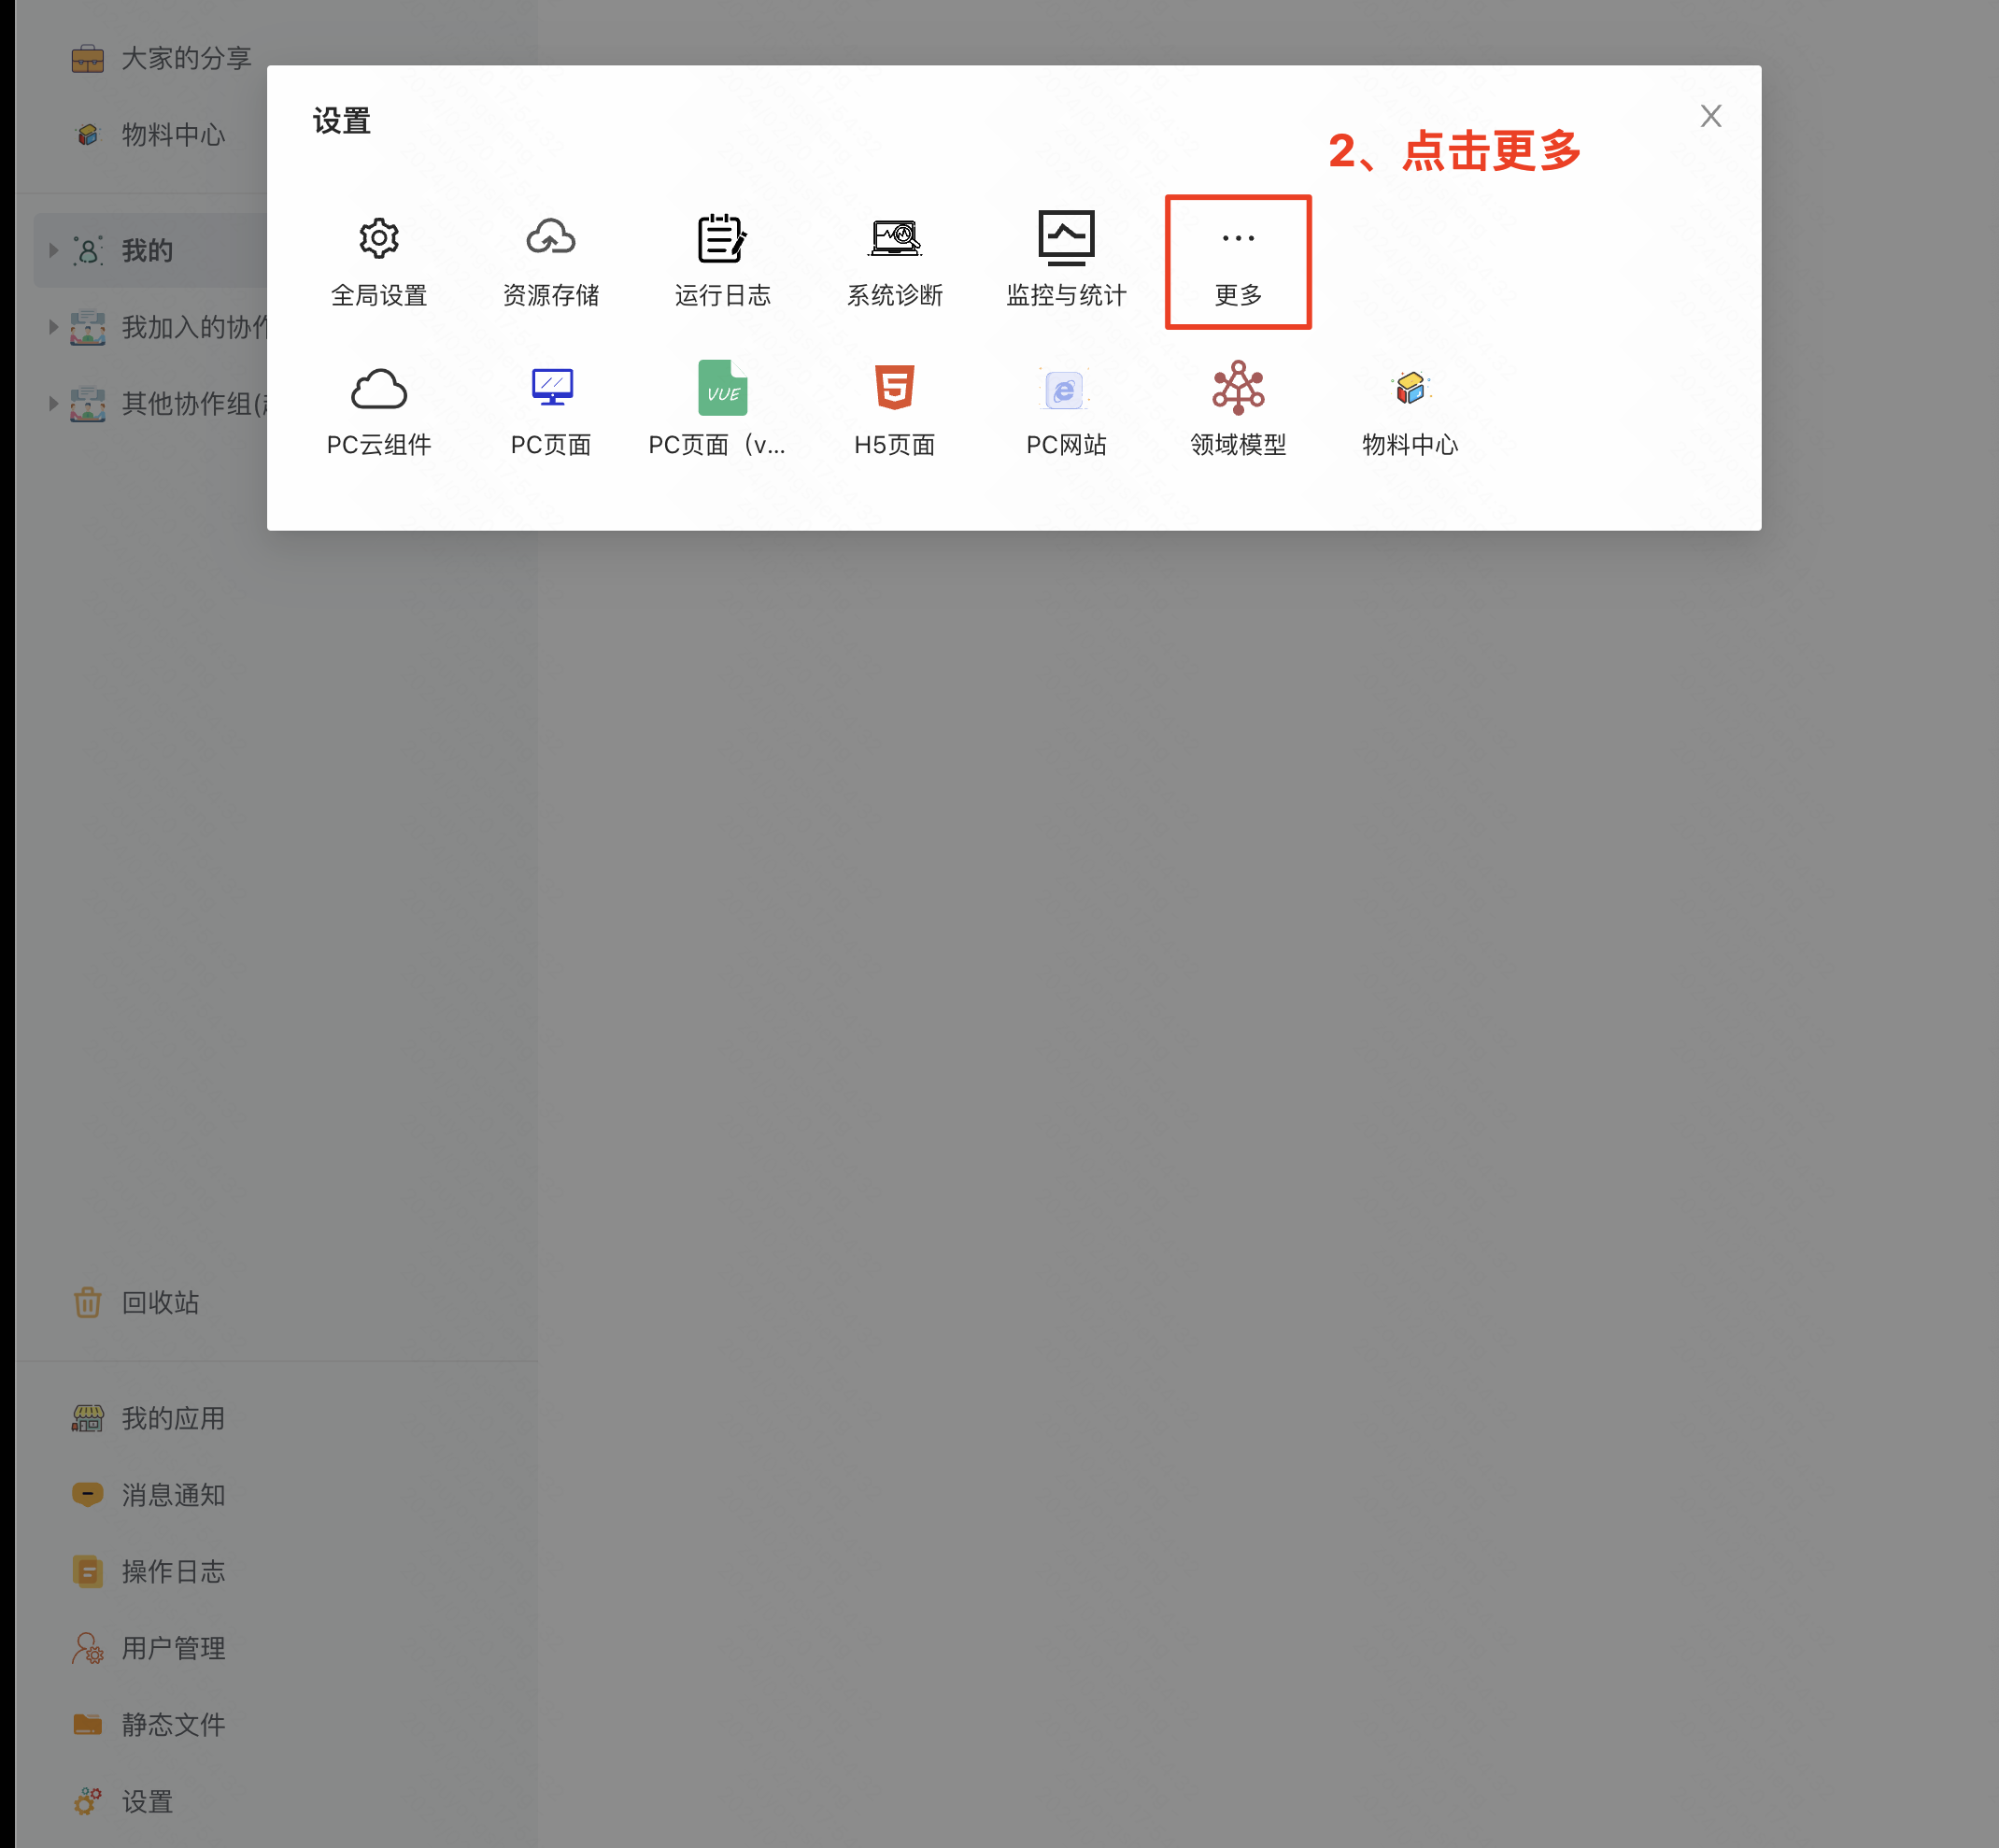 大家的分享
物料中心
我的
我加入的协作
其他协作组(
设置
X
2、点击更多
全局设置
资源存储
运行日志
系统诊断
监控与统计
更多
PC云组件
PC页面
VUE
PC页面（v...
H5页面
PC网站
领域模型
物料中心
回收站
我的应用
消息通知
操作日志
用户管理
静态文件
设置